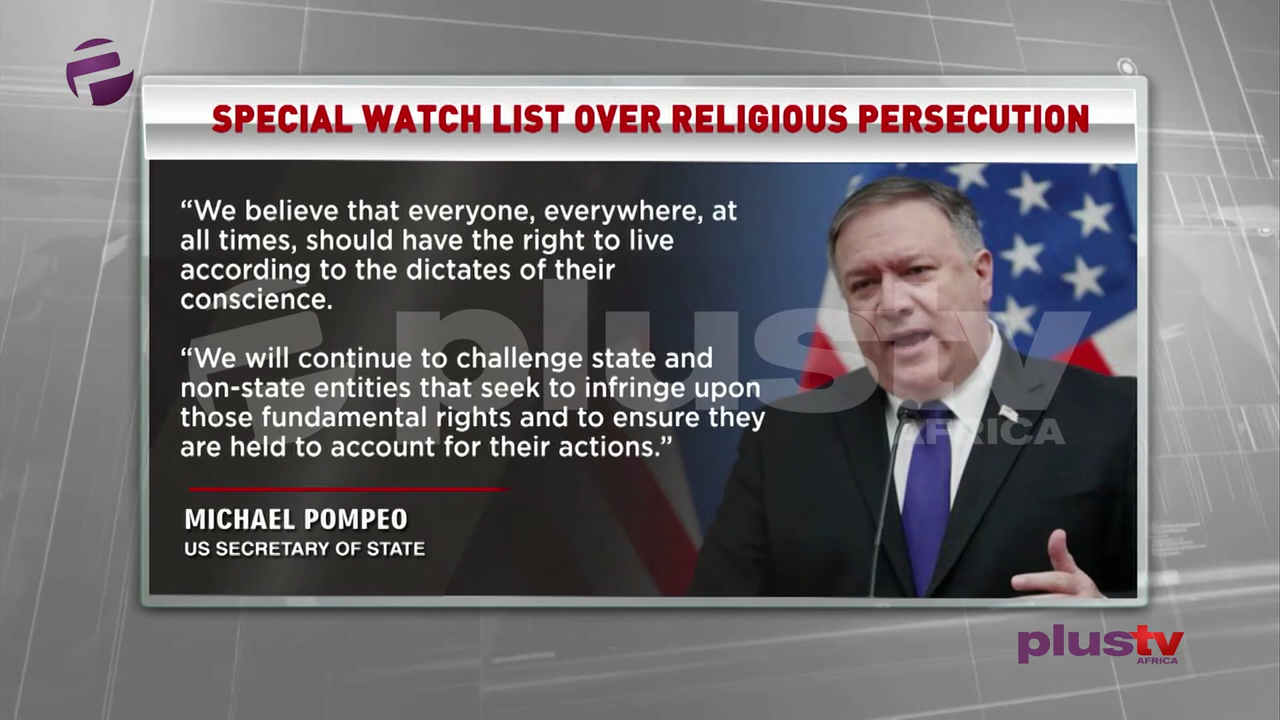 SPECIAL WATCH LIST OVER RELIGIOUS PERSECUTION
“We believe that everyone, everywhere, at
all times, should have the right to live
according to the dictates of their
conscience.
“We will continue to challenge state and
non-state entities that seek to infringe upon
those fundamental rights and to ensure they
are held to account for their actions.”
MICHAEL POMPEO
US SECRETARY OF STATE
plustv
AFRICA
plustv
AFRICA